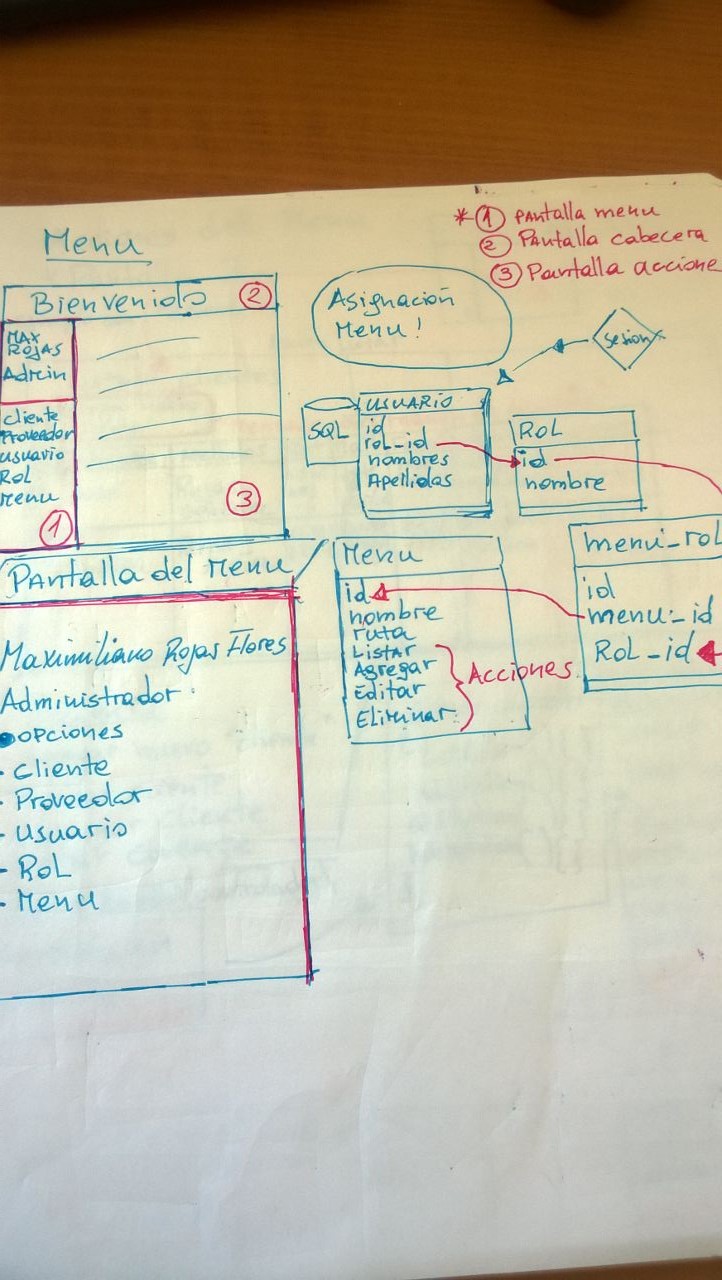 Menu
* 1 Pantalla menu
2 Pantalla cabecera
3 Pantalla accione
Bienvenido 2
Max
Rojas
Admin
Cliente
Proveedor
Usuario
Rol
Menu
1
3
Asignación
Menu!
Sesion
SQL
USUARIO
id
rol_id
nombres
Apellidos
Rol
id
nombre
Menu
id
nombre
ruta
Listar
Agregar
Editar
Eliminar
Acciones
menu_rol
id
menu_id
Rol_id
Pantalla del Menu
Maximiliano Rojas Flores
Administrador
opciones
- Cliente
- Proveedor
- Usuario
- Rol
- Menu